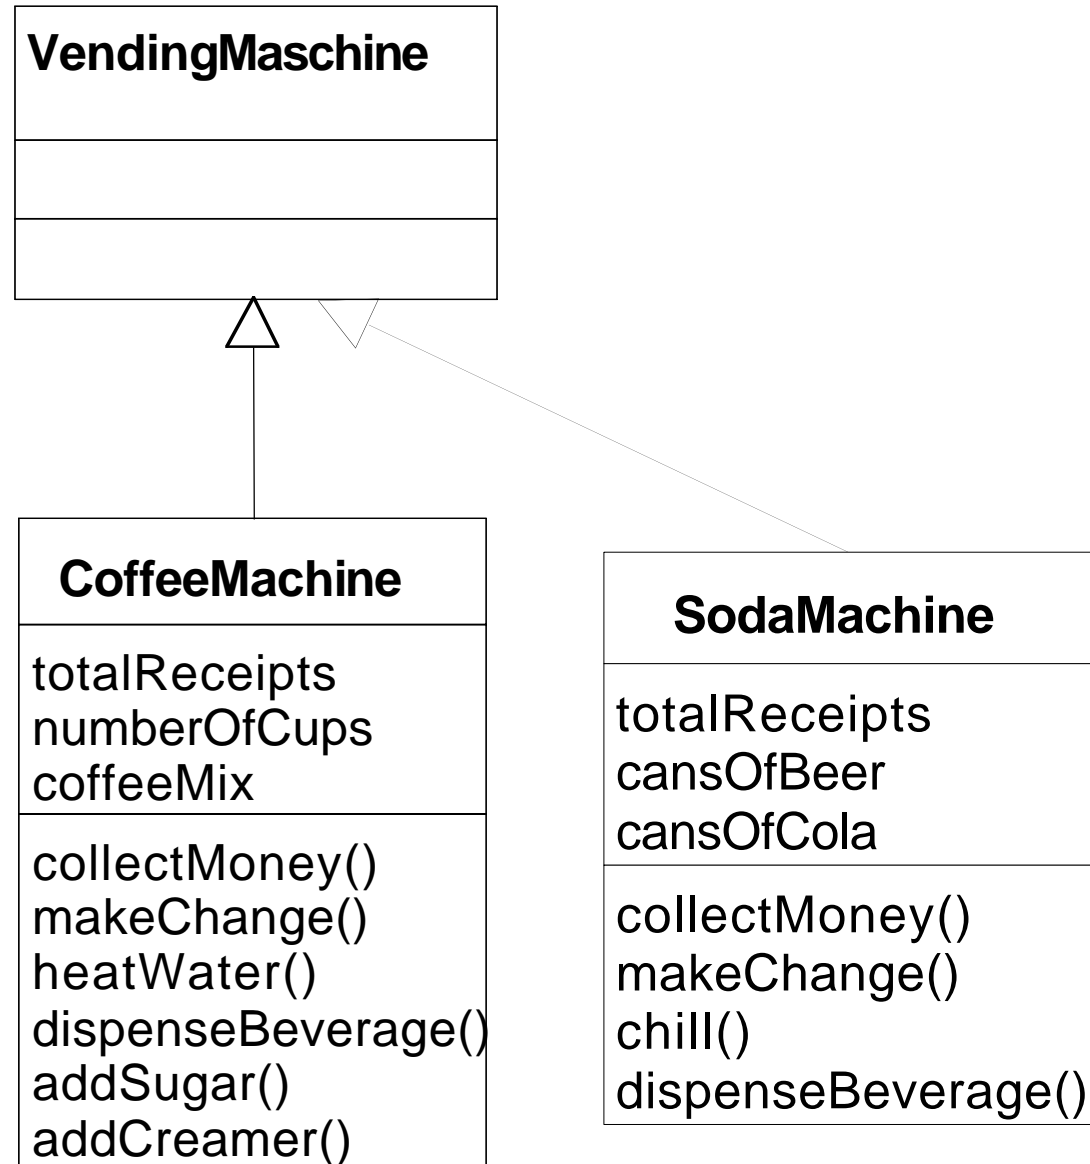 VendingMaschine
CoffeeMachine
totalReceipts
numberOfCups
coffeeMix
collectMoney()
makeChange()
heatWater()
dispenseBeverage()
addSugar()
addCreamer()
SodaMachine
totalReceipts
cansOfBeer
cansOfCola
collectMoney()
makeChange()
chill()
dispenseBeverage()